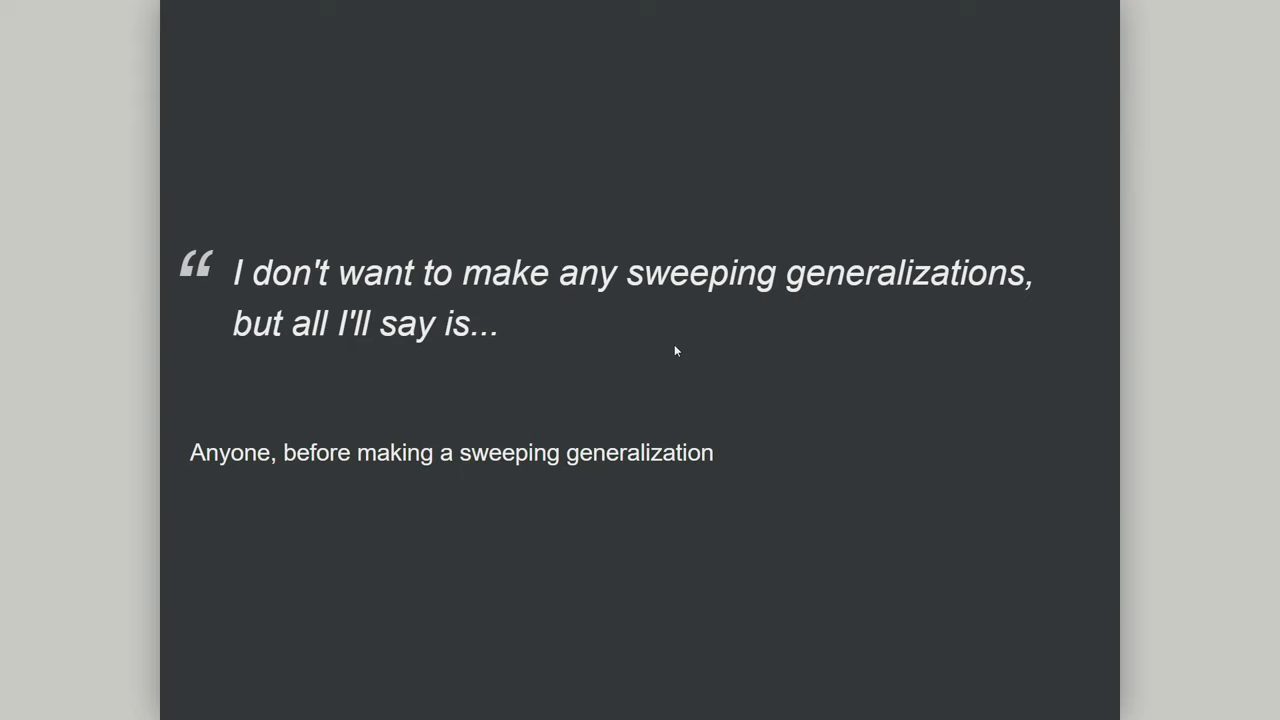 “ I don't want to make any sweeping generalizations,
but all I'll say is...
Anyone, before making a sweeping generalization